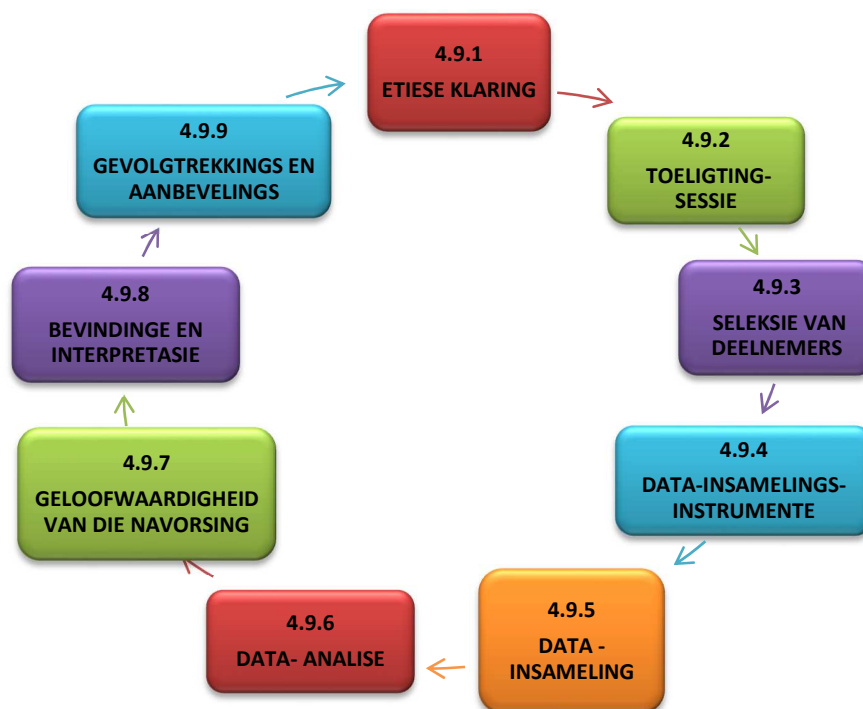 4.9.1
ETIESE KLARING
4.9.2
TOELIGTING-
SESSIE
4.9.3
SELEKSIE VAN
DEELNEMERS
4.9.4
DATA-INSAMELINGS-
INSTRUMENTE
4.9.5
DATA -
INSAMELING
4.9.6
DATA- ANALISE
4.9.7
GELOOFWAARDIGHEID
VAN DIE NAVORSING
4.9.8
BEVINDINGE EN
INTERPRETASIE
4.9.9
GEVOLGTREKKINGS EN
AANBEVELINGS